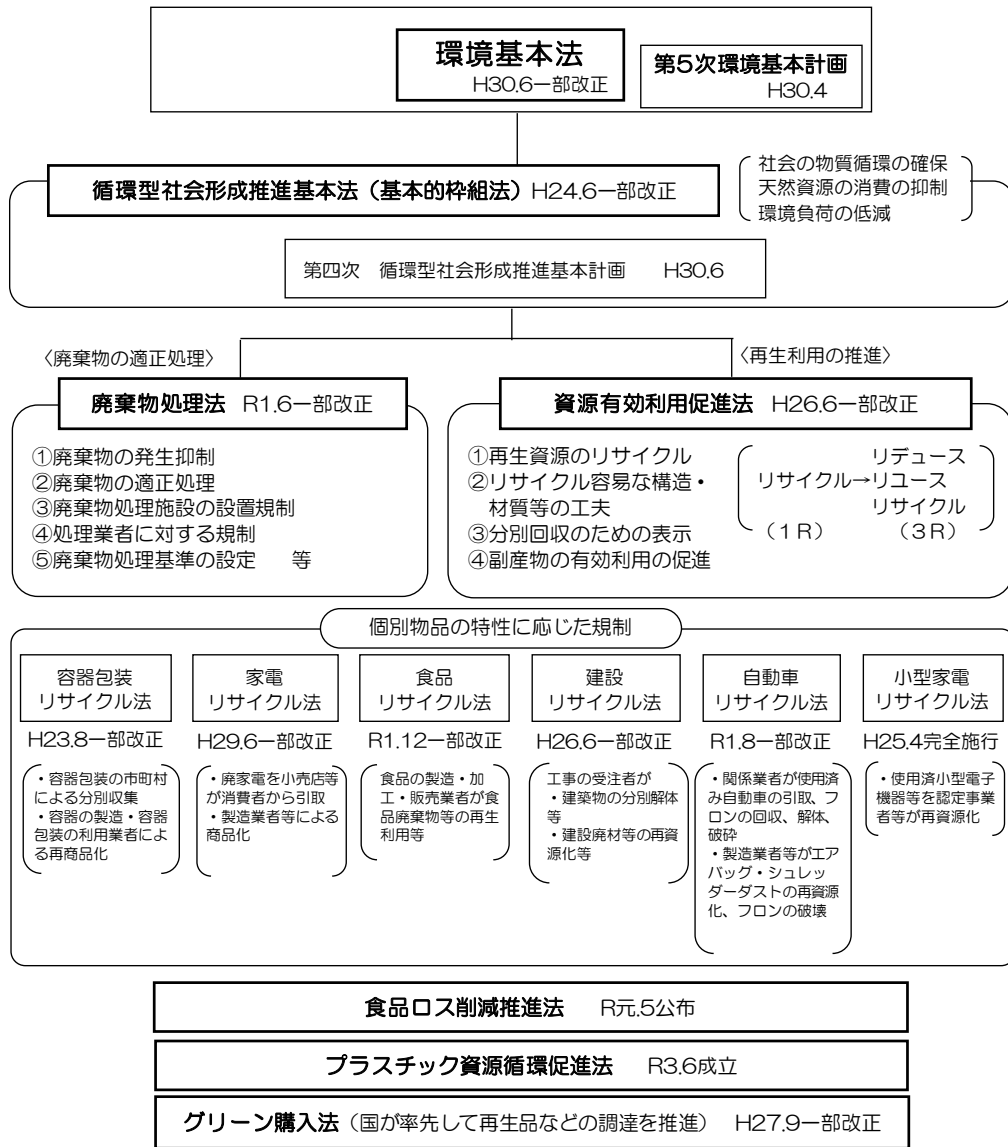 環境基本法
H30.6一部改正
第5次環境基本計画
H30.4
循環型社会形成推進基本法（基本的枠組法）H24.6一部改正
社会の物質循環の確保
天然資源の消費の抑制
環境負荷の低減
第四次　循環型社会形成推進基本計画　　H30.6
〈廃棄物の適正処理〉
〈再生利用の推進〉
廃棄物処理法　R1.6一部改正
①廃棄物の発生抑制
②廃棄物の適正処理
③廃棄物処理施設の設置規制
④処理業者に対する規制
⑤廃棄物処理基準の設定　　等
資源有効利用促進法　H26.6一部改正
①再生資源のリサイクル
②リサイクル容易な構造・
材質等の工夫
③分別回収のための表示
④副産物の有効利用の促進
リデュース
リサイクル→リユース
リサイクル
（１R）　　（３R）
個別物品の特性に応じた規制
容器包装
リサイクル法
H23.8一部改正
・容器包装の市町村
による分別収集
・容器の製造・容器
包装の利用業者によ
る再商品化
家電
リサイクル法
H29.6一部改正
・廃家電を小売店等
が消費者から引取
・製造業者等による
商品化
食品
リサイクル法
R1.12一部改正
食品の製造・加
工・販売業者が食
品廃棄物等の再生
利用等
建設
リサイクル法
H26.6一部改正
工事の受注者が
・建築物の分別解体
等
・建設廃材等の再資
源化等
自動車
リサイクル法
R1.8一部改正
・関係業者が使用済
み自動車の引取、フ
ロンの回収、解体、
破砕
・製造業者等がエア
バッグ・シュレッ
ダーダストの再資源
化、フロンの破壊
小型家電
リサイクル法
H25.4完全施行
・使用済小型電子
機器等を認定事業
者等が再資源化
食品ロス削減推進法　R元.5公布
プラスチック資源循環促進法　R3.6成立
グリーン購入法（国が率先して再生品などの調達を推進）　H27.9一部改正